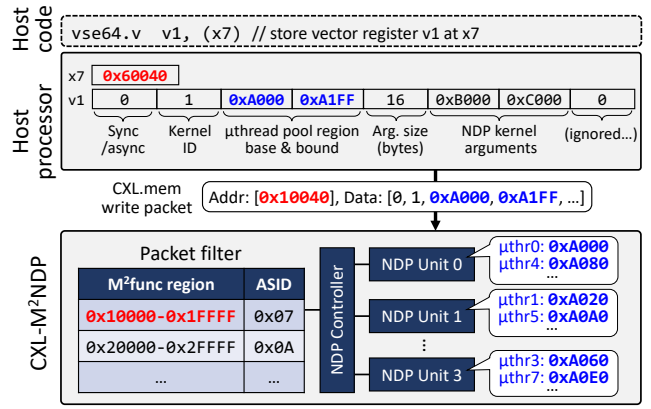 Host code
vse64.v v1, (x7) // store vector register v1 at x7
Host processor
x7 0x60040
v1 0 1 0xA000 0xA1FF 16 0xB000 0xC000 0
Sync /async
Kernel ID
μthread pool region base & bound
Arg. size (bytes)
NDP kernel arguments
(ignored…)
CXL.mem write packet
Addr: [0x10040], Data: [0, 1, 0xA000, 0xA1FF, …]
CXL-M²NDP
Packet filter
M²func region ASID
0x10000-0x1FFFF 0x07
0x20000-0x2FFFF 0x0A
… …
NDP Controller
NDP Unit 0
μthr0: 0xA000
μthr4: 0xA080
…
NDP Unit 1
μthr1: 0xA020
μthr5: 0xA0A0
…
⋮
NDP Unit 3
μthr3: 0xA060
μthr7: 0xA0E0
…